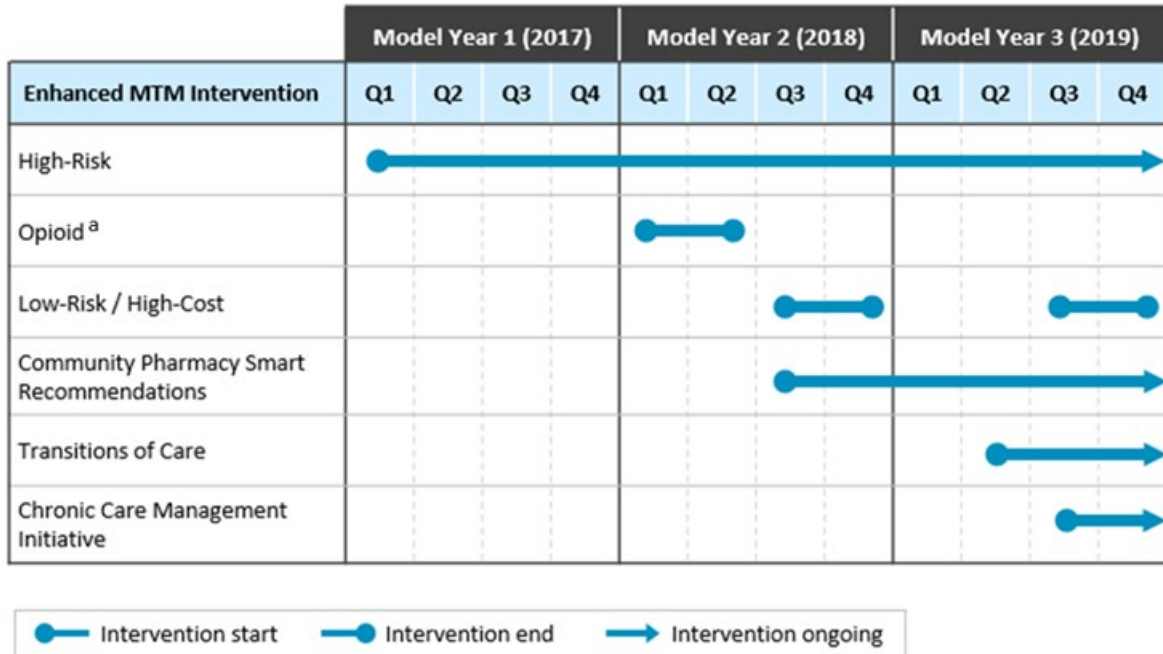 Model Year 1 (2017) Model Year 2 (2018) Model Year 3 (2019)
Enhanced MTM Intervention Q1 Q2 Q3 Q4 Q1 Q2 Q3 Q4 Q1 Q2 Q3 Q4
High-Risk
Opioid a
Low-Risk / High-Cost
Community Pharmacy Smart
Recommendations
Transitions of Care
Chronic Care Management
Initiative
Intervention start Intervention end Intervention ongoing